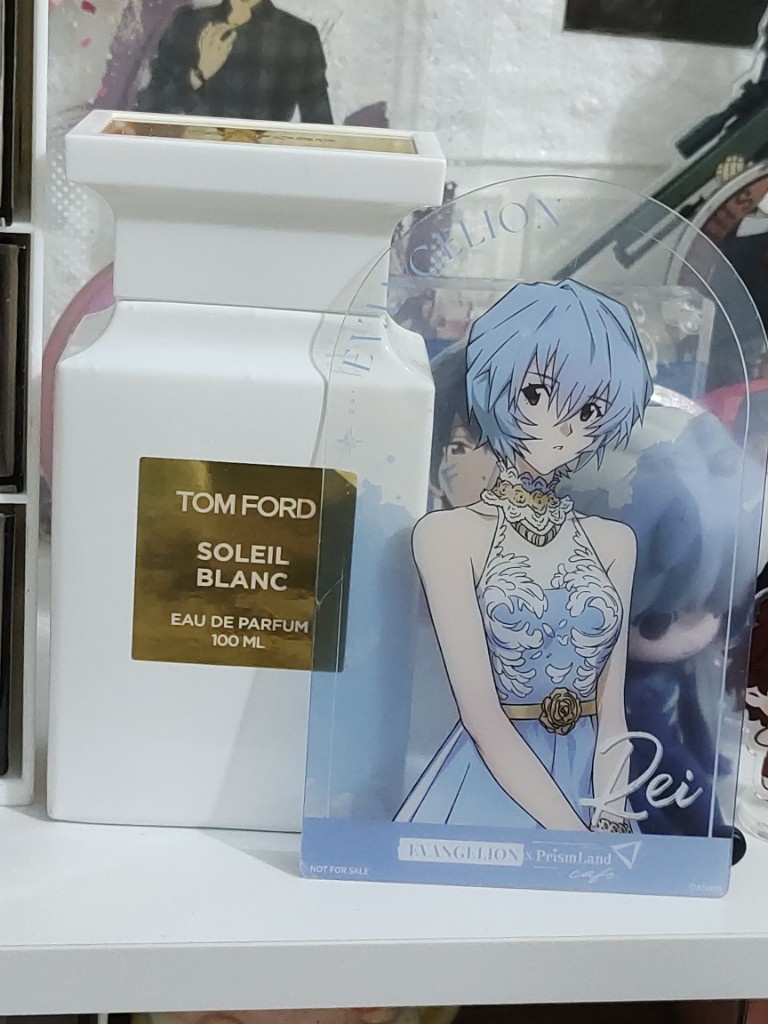 TOM FORD
SOLEIL
BLANC
EAU DE PARFUM
100 ML
EVANGELION
Rei
EVANGELION x PrismLand
cafe
NOT FOR SALE